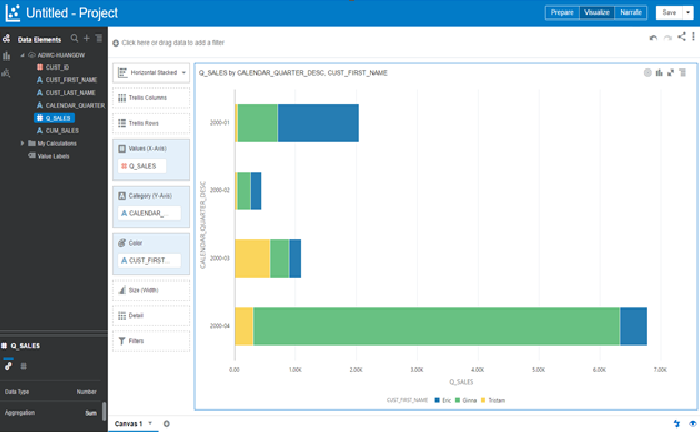 Untitled - Project
Prepare
Visualize
Narrate
Save
Data Elements
ADWC-HUANGDW
CUST_ID
CUST_FIRST_NAME
CUST_LAST_NAME
CALENDAR_QUARTER
Q_SALES
CUM_SALES
My Calculations
Value Labels
Q_SALES
Data Type Number
Aggregation Sum
Click here or drag data to add a filter
Horizontal Stacked
Trellis Columns
Trellis Rows
Values (X-Axis)
Q_SALES
Category (Y-Axis)
CALENDAR_...
Color
CUST_FIRST...
Size (Width)
Detail
Filters
Q_SALES by CALENDAR_QUARTER_DESC, CUST_FIRST_NAME
CALENDAR_QUARTER_DESC
2000-01
2000-02
2000-03
2000-04
0.00 1.00K 2.00K 3.00K 4.00K 5.00K 6.00K 7.00K
Q_SALES
CUST_FIRST_NAME Eric Ginna Tristam
Canvas 1